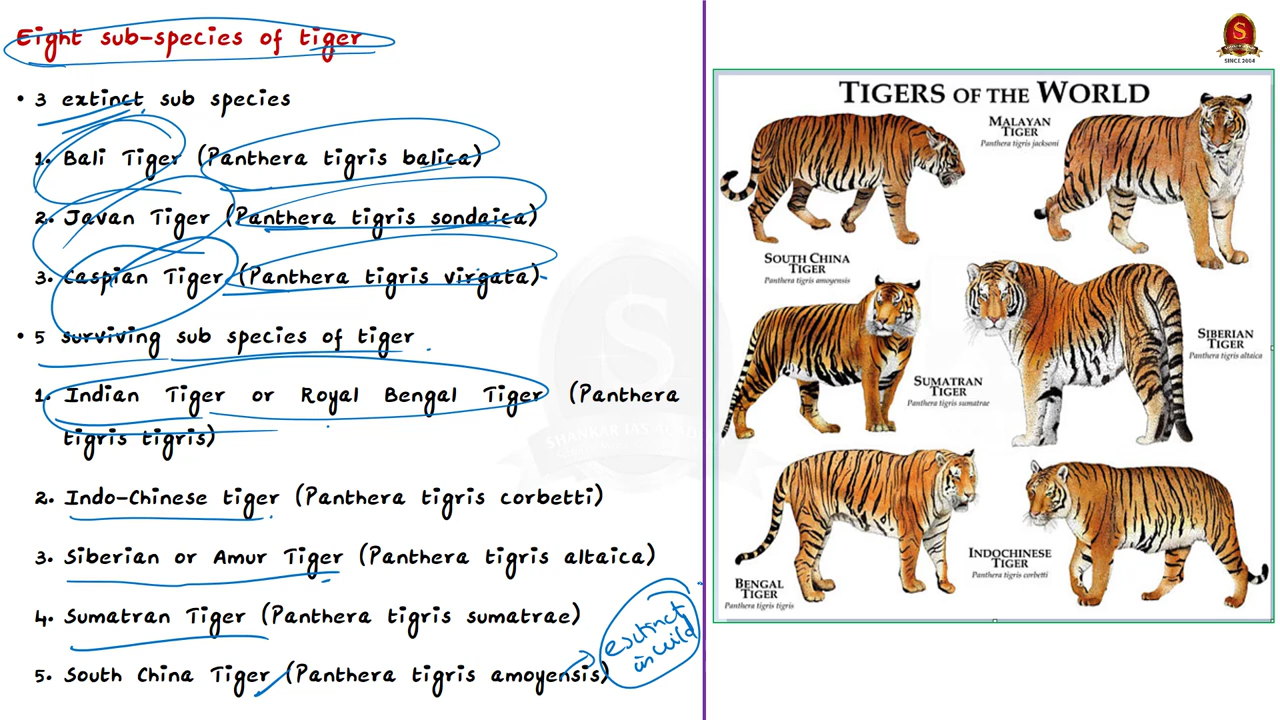 Eight sub-species of tiger
• 3 extinct sub species
1. Bali Tiger (Panthera tigris balica)
2. Javan Tiger (Panthera tigris sondaica)
3. Caspian Tiger (Panthera tigris virgata)
• 5 surviving sub species of tiger
1. Indian Tiger or Royal Bengal Tiger (Panthera
tigris tigris)
2. Indo-Chinese tiger (Panthera tigris corbetti)
3. Siberian or Amur Tiger (Panthera tigris altaica)
4. Sumatran Tiger (Panthera tigris sumatrae)
5. South China Tiger (Panthera tigris amoyensis)
extinct
in wild
S
SINCE 2004
TIGERS OF THE WORLD
MALAYAN
TIGER
Panthera tigris jacksoni
SOUTH CHINA
TIGER
Panthera tigris amoyensis
SIBERIAN
TIGER
Panthera tigris altaica
SUMATRAN
TIGER
Panthera tigris sumatrae
BENGAL
TIGER
Panthera tigris tigris
INDOCHINESE
TIGER
Panthera tigris corbetti
S
SHANKAR IAS ACADEMY